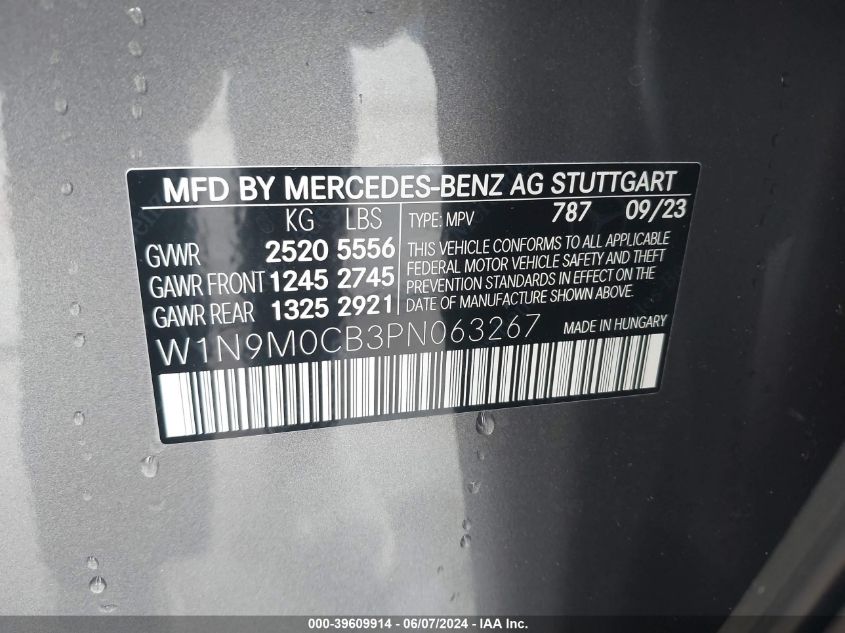 MFD BY MERCEDES-BENZ AG STUTTGART
KG LBS
GVWR 2520 5556
GAWR FRONT 1245 2745
GAWR REAR 1325 2921
TYPE: MPV 787 09/23
THIS VEHICLE CONFORMS TO ALL APPLICABLE
FEDERAL MOTOR VEHICLE SAFETY AND THEFT
PREVENTION STANDARDS IN EFFECT ON THE
DATE OF MANUFACTURE SHOWN ABOVE.
W1N9M0CB3PN063267 MADE IN HUNGARY
000-39609914 - 06/07/2024 - IAA Inc.